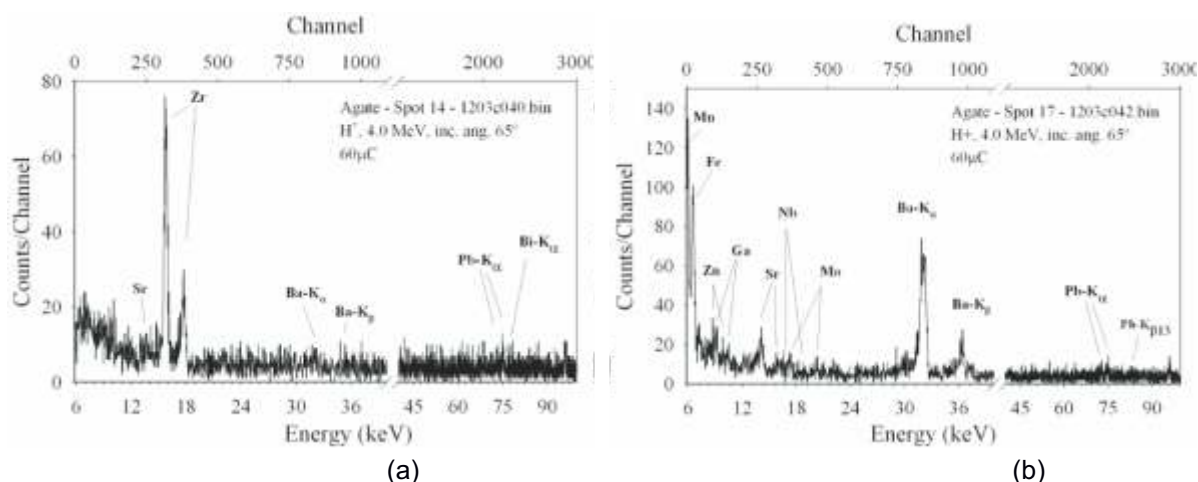 Channel
0 250 500 750 1000 2000 3000
80
60
40
20
0
Counts/Channel
Agate - Spot 14 - 1203c040.bin
H+, 4.0 MeV, inc. ang. 65°
60μC
Zr
Sr
Ba-Kα
Ba-Kβ
Pb-Kα
Bi-Kα
6 12 18 24 30 36 45 60 75 90
Energy (keV)
(a)
Channel
0 250 500 750 1000 2000 3000
140
120
100
80
60
40
20
0
Counts/Channel
Agate - Spot 17 - 1203c042.bin
H+, 4.0 MeV, inc. ang. 65°
60μC
Mn
Fe
Zn
Ga
Sr
Nb
Mo
Ba-Kα
Ba-Kβ
Pb-Kα
Pb-Kβ13
6 12 18 24 30 36 45 60 75 90
Energy (keV)
(b)